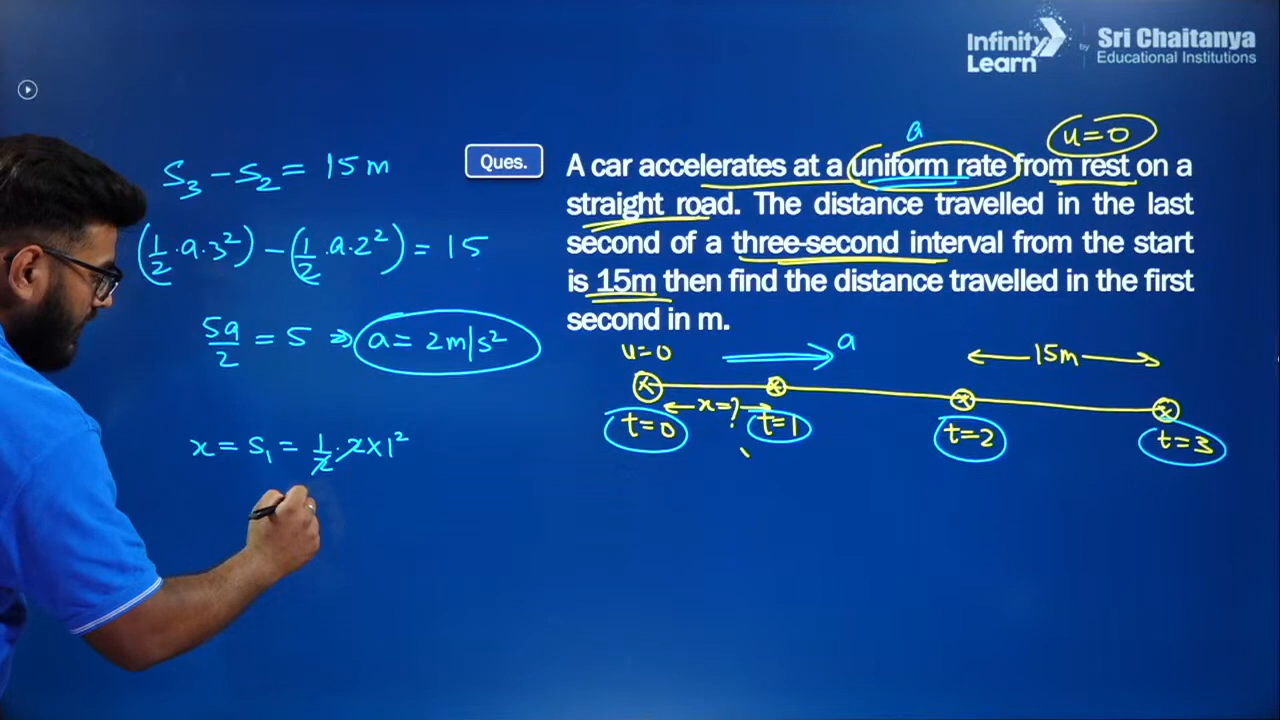 Infinity Learn by Sri Chaitanya Educational Institutions
S₃ - S₂ = 15 m
(1/2 · a · 3²) - (1/2 · a · 2²) = 15
5a/2 = 5 ⇒ a = 2m/s²
x = S₁ = 1/2 · 2 × 1²
Ques.
a
u = 0
A car accelerates at a uniform rate from rest on a
straight road. The distance travelled in the last
second of a three-second interval from the start
is 15m then find the distance travelled in the first
second in m.
u = 0
a
15m
x = ?
t = 0
t = 1
t = 2
t = 3